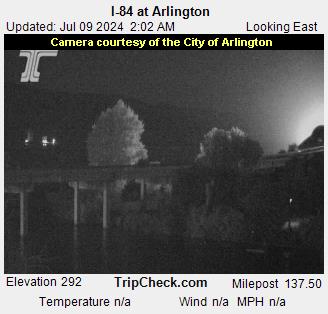 I-84 at Arlington
Updated: Jul 09 2024 2:02 AM Looking East
Camera courtesy of the City of Arlington
Elevation 292 TripCheck.com Milepost 137.50
Temperature n/a Wind n/a MPH n/a